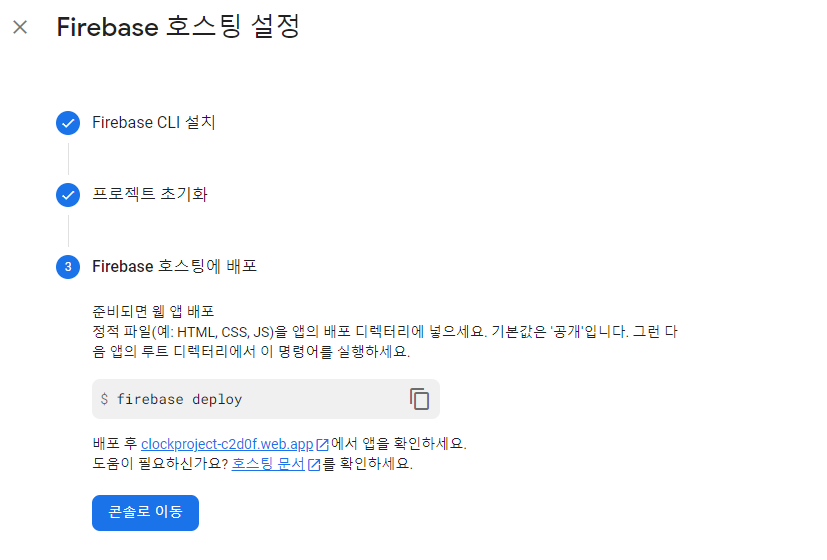 Firebase 호스팅 설정
Firebase CLI 설치
프로젝트 초기화
3 Firebase 호스팅에 배포
준비되면 웹 앱 배포
정적 파일(예: HTML, CSS, JS)을 앱의 배포 디렉터리에 넣으세요. 기본값은 '공개'입니다. 그런 다
음 앱의 루트 디렉터리에서 이 명령어를 실행하세요.
$ firebase deploy
배포 후 clockproject-c2d0f.web.app에서 앱을 확인하세요.
도움이 필요하신가요? 호스팅 문서를 확인하세요.
콘솔로 이동